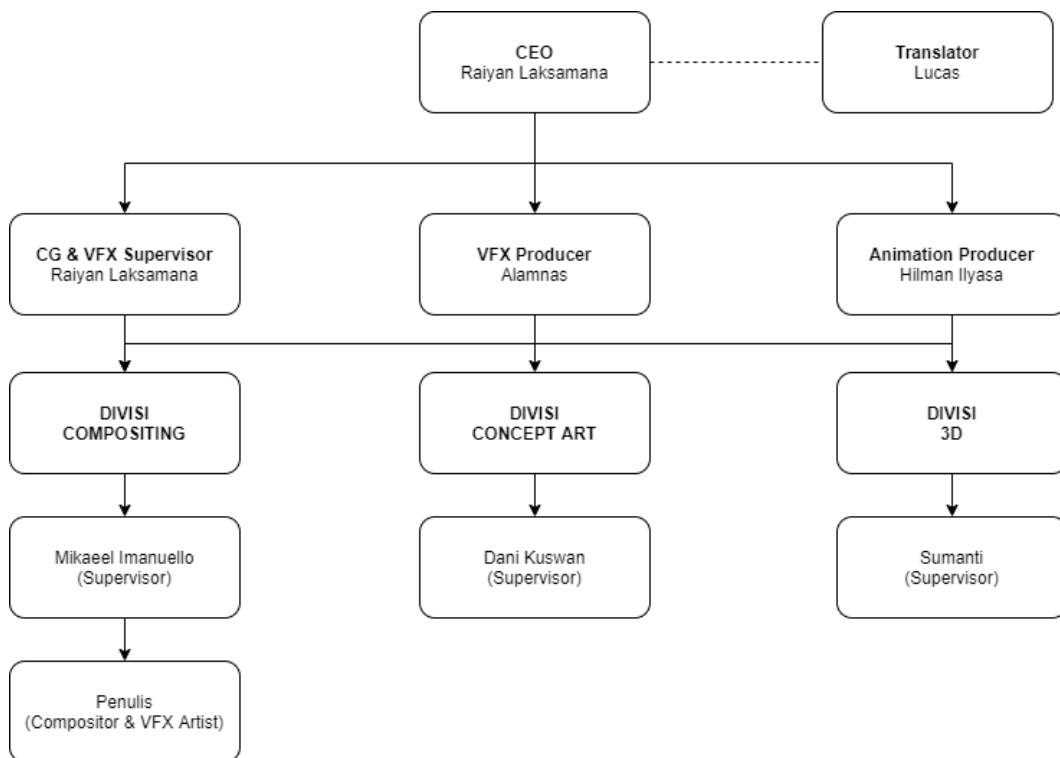 CEO
Raiyan Laksamana
Translator
Lucas
CG & VFX Supervisor
Raiyan Laksamana
VFX Producer
Alamnas
Animation Producer
Hilman Ilyasa
DIVISI
COMPOSITING
DIVISI
CONCEPT ART
DIVISI
3D
Mikaeel Imanuello
(Supervisor)
Dani Kuswan
(Supervisor)
Sumanti
(Supervisor)
Penulis
(Compositor & VFX Artist)